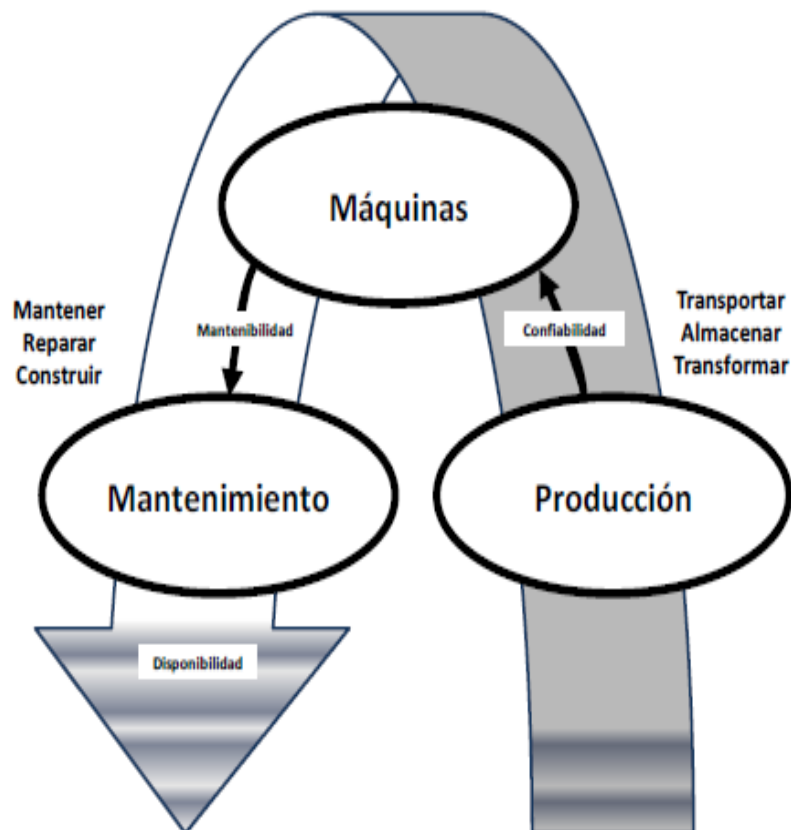 Máquinas
Mantener
Reparar
Construir
Mantenibilidad
Confiabilidad
Transportar
Almacenar
Transformar
Mantenimiento
Producción
Disponibilidad